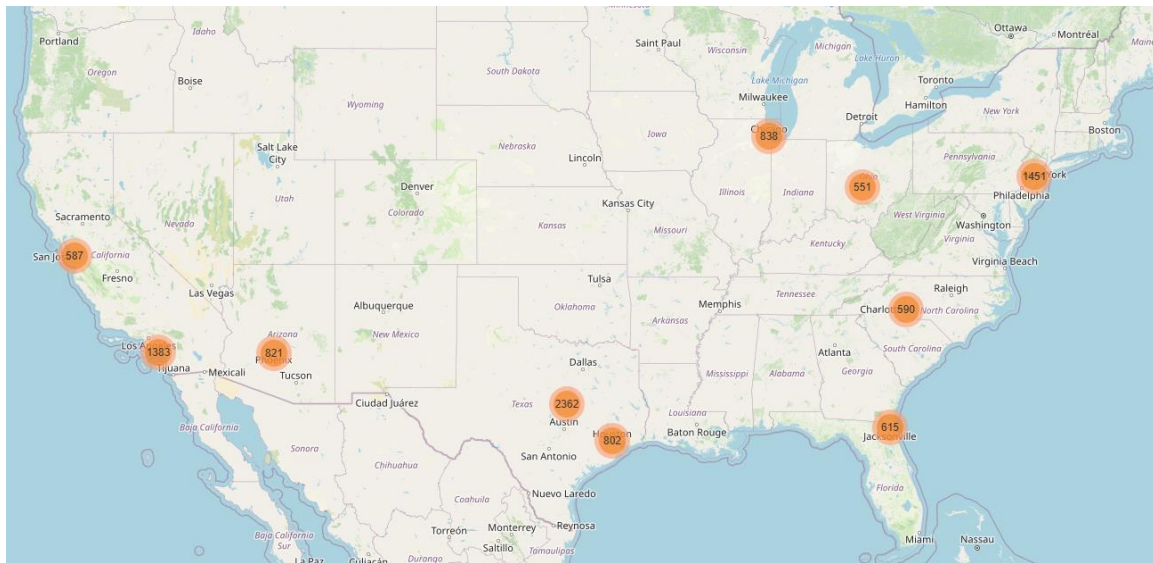 Minnesota
Portland
Idaho
Ottawa
Montréal
Maine
Saint Paul
Wisconsin
Michigan
Lake Huron
Oregon
Boise
South Dakota
Toronto
Lake Michigan
Milwaukee
Hamilton
New York
Wyoming
Detroit
Boston
Iowa
838
Salt Lake
City
Nebraska
Lincoln
Pennsylvania
1451
Philadelphia
Denver
Utah
Colorado
Illinois
Indiana
551
Kansas City
Sacramento
Nevada
Kansas
Missouri
West Virginia
Washington
Virginia
Kentucky
587
California
Virginia Beach
Fresno
Tulsa
Las Vegas
Raleigh
Albuquerque
Oklahoma
Memphis
Tennessee
590
North Carolina
Arkansas
Arizona
New Mexico
1383
821
Atlanta
South Carolina
Tijuana
Mexicali
Tucson
Dallas
Mississippi
Alabama
Georgia
Ciudad Juárez
Texas
2362
Louisiana
Austin
Baja California
Sonora
802
Baton Rouge
615
Jacksonville
San Antonio
Chihuahua
Florida
Coahuila
Nuevo Laredo
Baja California
Sur
Torreón
Monterrey
Reynosa
Saltillo
Tamaulipas
Miami
Nassau
La Paz
Culiacán
Durango